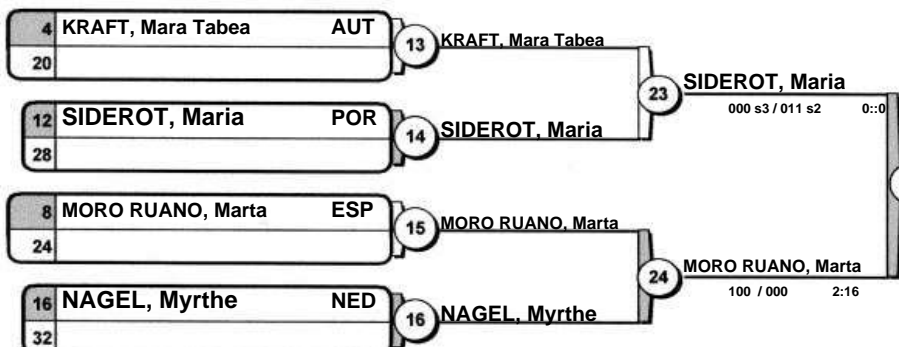 4 KRAFT, Mara Tabea AUT
20
13 KRAFT, Mara Tabea
12 SIDEROT, Maria POR
28
14 SIDEROT, Maria
23 SIDEROT, Maria
000 s3 / 011 s2 0::0
8 MORO RUANO, Marta ESP
24
15 MORO RUANO, Marta
16 NAGEL, Myrthe NED
32
16 NAGEL, Myrthe
24 MORO RUANO, Marta
100 / 000 2:16